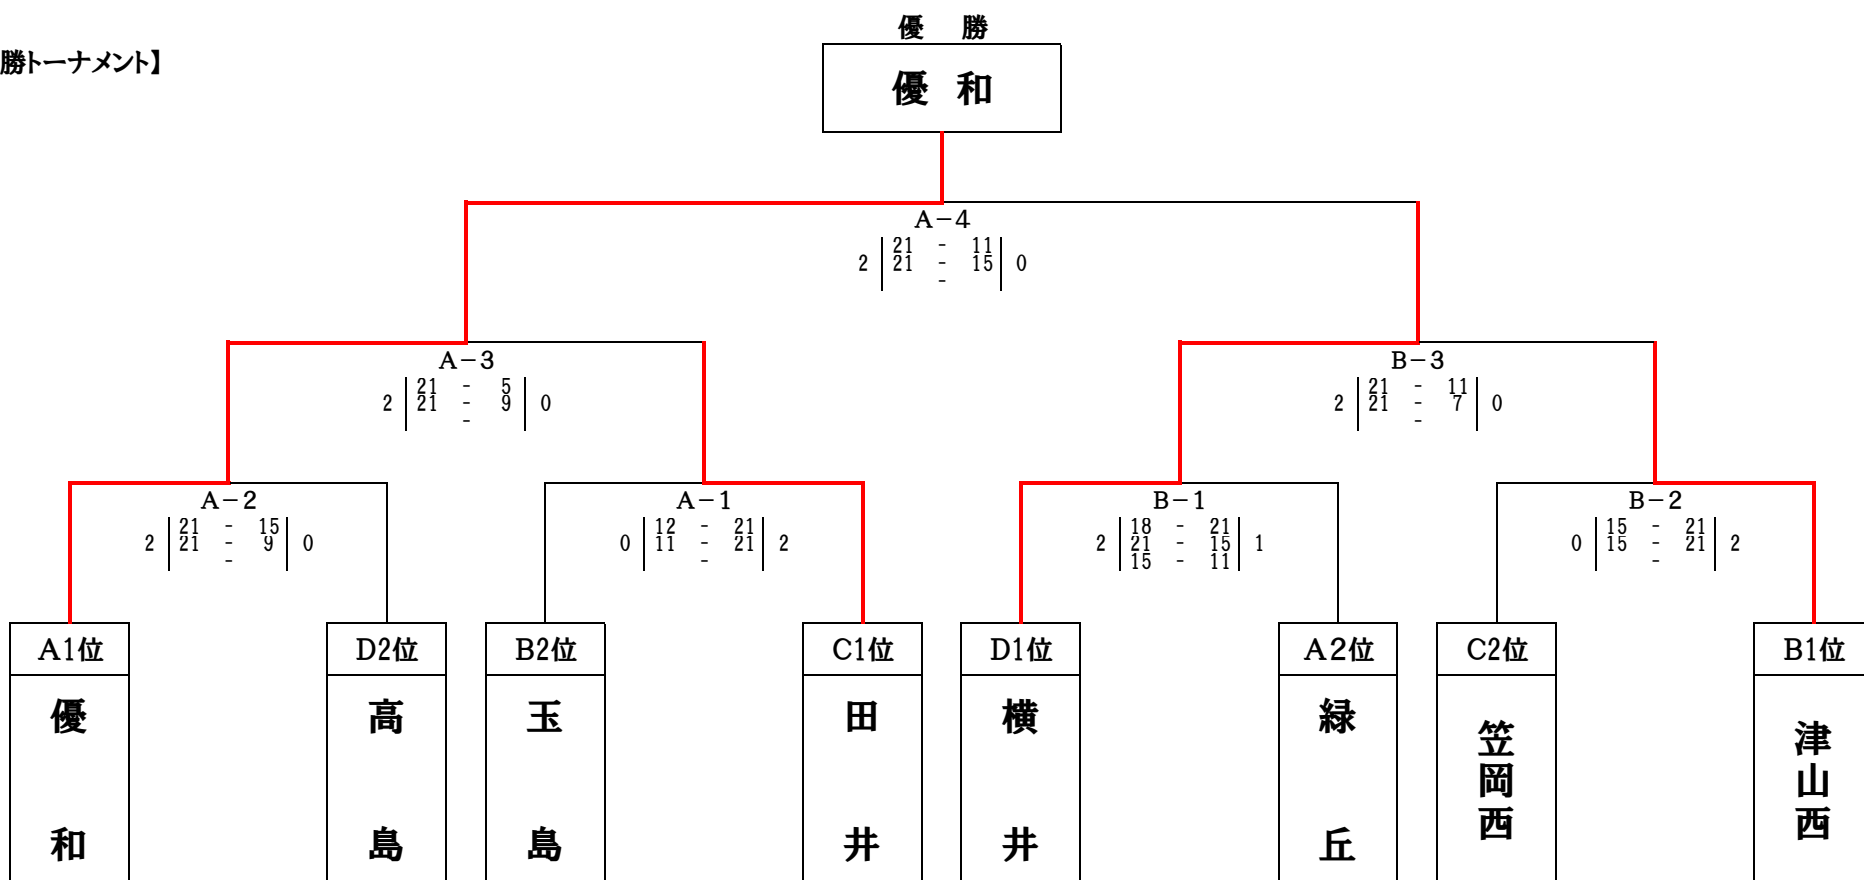 優 勝
勝トーナメント】
優 和
A-4
21 - 11
2 21 - 15 0
-
A-3
21 - 5
2 21 - 9 0
-
B-3
21 - 11
2 21 - 7 0
-
A-2
21 - 15
2 21 - 9 0
-
A-1
12 - 21
0 11 - 21 2
-
B-1
18 - 21
2 21 - 15 1
15 - 11
B-2
15 - 21
0 15 - 21 2
-
A1位
D2位
B2位
C1位
D1位
A2位
C2位
B1位
優和
高島
玉島
田井
横井
緑丘
笠岡西
津山西